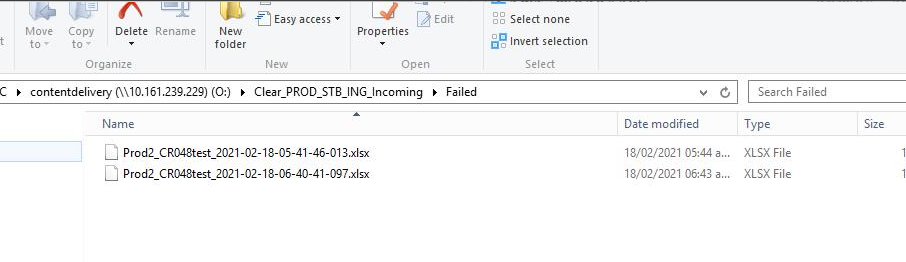 Move to
Copy to
Delete
Rename
New folder
Easy access
Properties
Edit
Select none
Invert selection
Organize
New
Open
Select
C › contentdelivery (\\10.161.239.229) (O:) › Clear_PROD_STB_ING_Incoming › Failed
Search Failed
Name Date modified Type Size
Prod2_CR048test_2021-02-18-05-41-46-013.xlsx 18/02/2021 05:44 a... XLSX File 1
Prod2_CR048test_2021-02-18-06-40-41-097.xlsx 18/02/2021 06:43 a... XLSX File 1